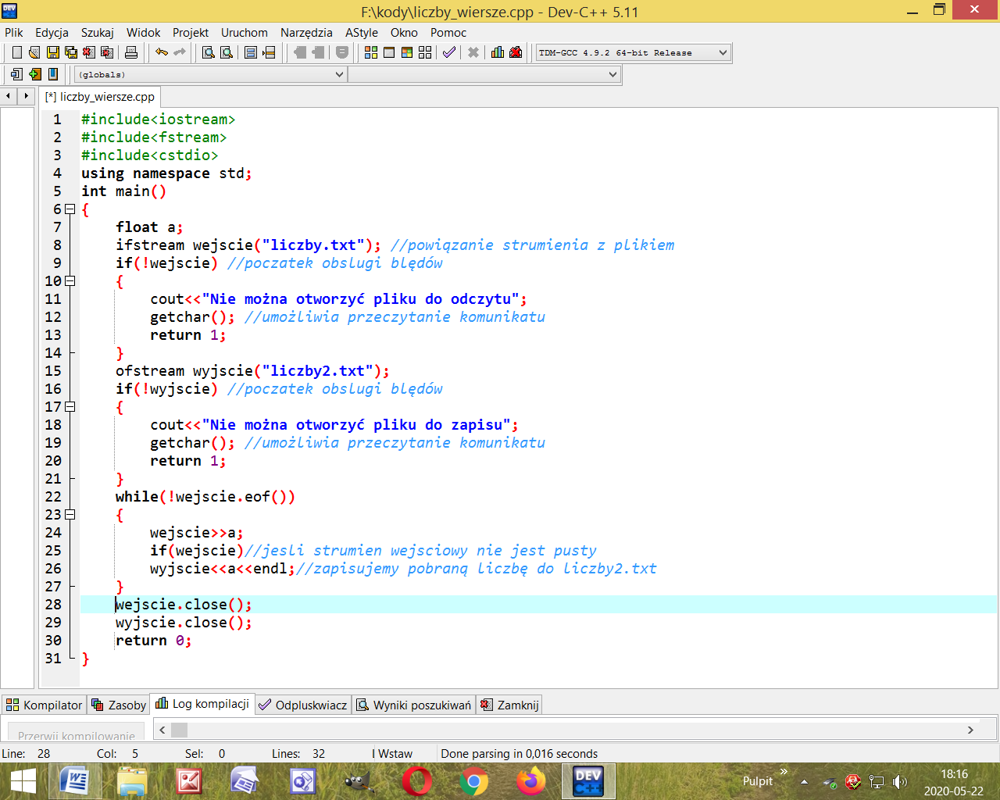 F:\kody\liczby_wiersze.cpp - Dev-C++ 5.11
Plik Edycja Szukaj Widok Projekt Uruchom Narzędzia AStyle Okno Pomoc
TDM-GCC 4.9.2 64-bit Release
(globals)
[*] liczby_wiersze.cpp
1 #include<iostream>
2 #include<fstream>
3 #include<cstdio>
4 using namespace std;
5 int main()
6 {
7 float a;
8 ifstream wejscie("liczby.txt"); //powiązanie strumienia z plikiem
9 if(!wejscie) //poczatek obslugi blędów
10 {
11 cout<<"Nie można otworzyć pliku do odczytu";
12 getchar(); //umożliwia przeczytanie komunikatu
13 return 1;
14 }
15 ofstream wyjscie("liczby2.txt");
16 if(!wyjscie) //poczatek obslugi blędów
17 {
18 cout<<"Nie można otworzyć pliku do zapisu";
19 getchar(); //umożliwia przeczytanie komunikatu
20 return 1;
21 }
22 while(!wejscie.eof())
23 {
24 wejscie>>a;
25 if(wejscie)//jesli strumien wejsciowy nie jest pusty
26 wyjscie<<a<<endl;//zapisujemy pobraną liczbę do liczby2.txt
27 }
28 wejscie.close();
29 wyjscie.close();
30 return 0;
31 }
Kompilator Zasoby Log kompilacji Odpluskwiacz Wyniki poszukiwań Zamknij
Przerwij kompilowanie
Line: 28 Col: 5 Sel: 0 Lines: 32 Wstaw Done parsing in 0,016 seconds
DEV C++
Pulpit
18:16
2020-05-22